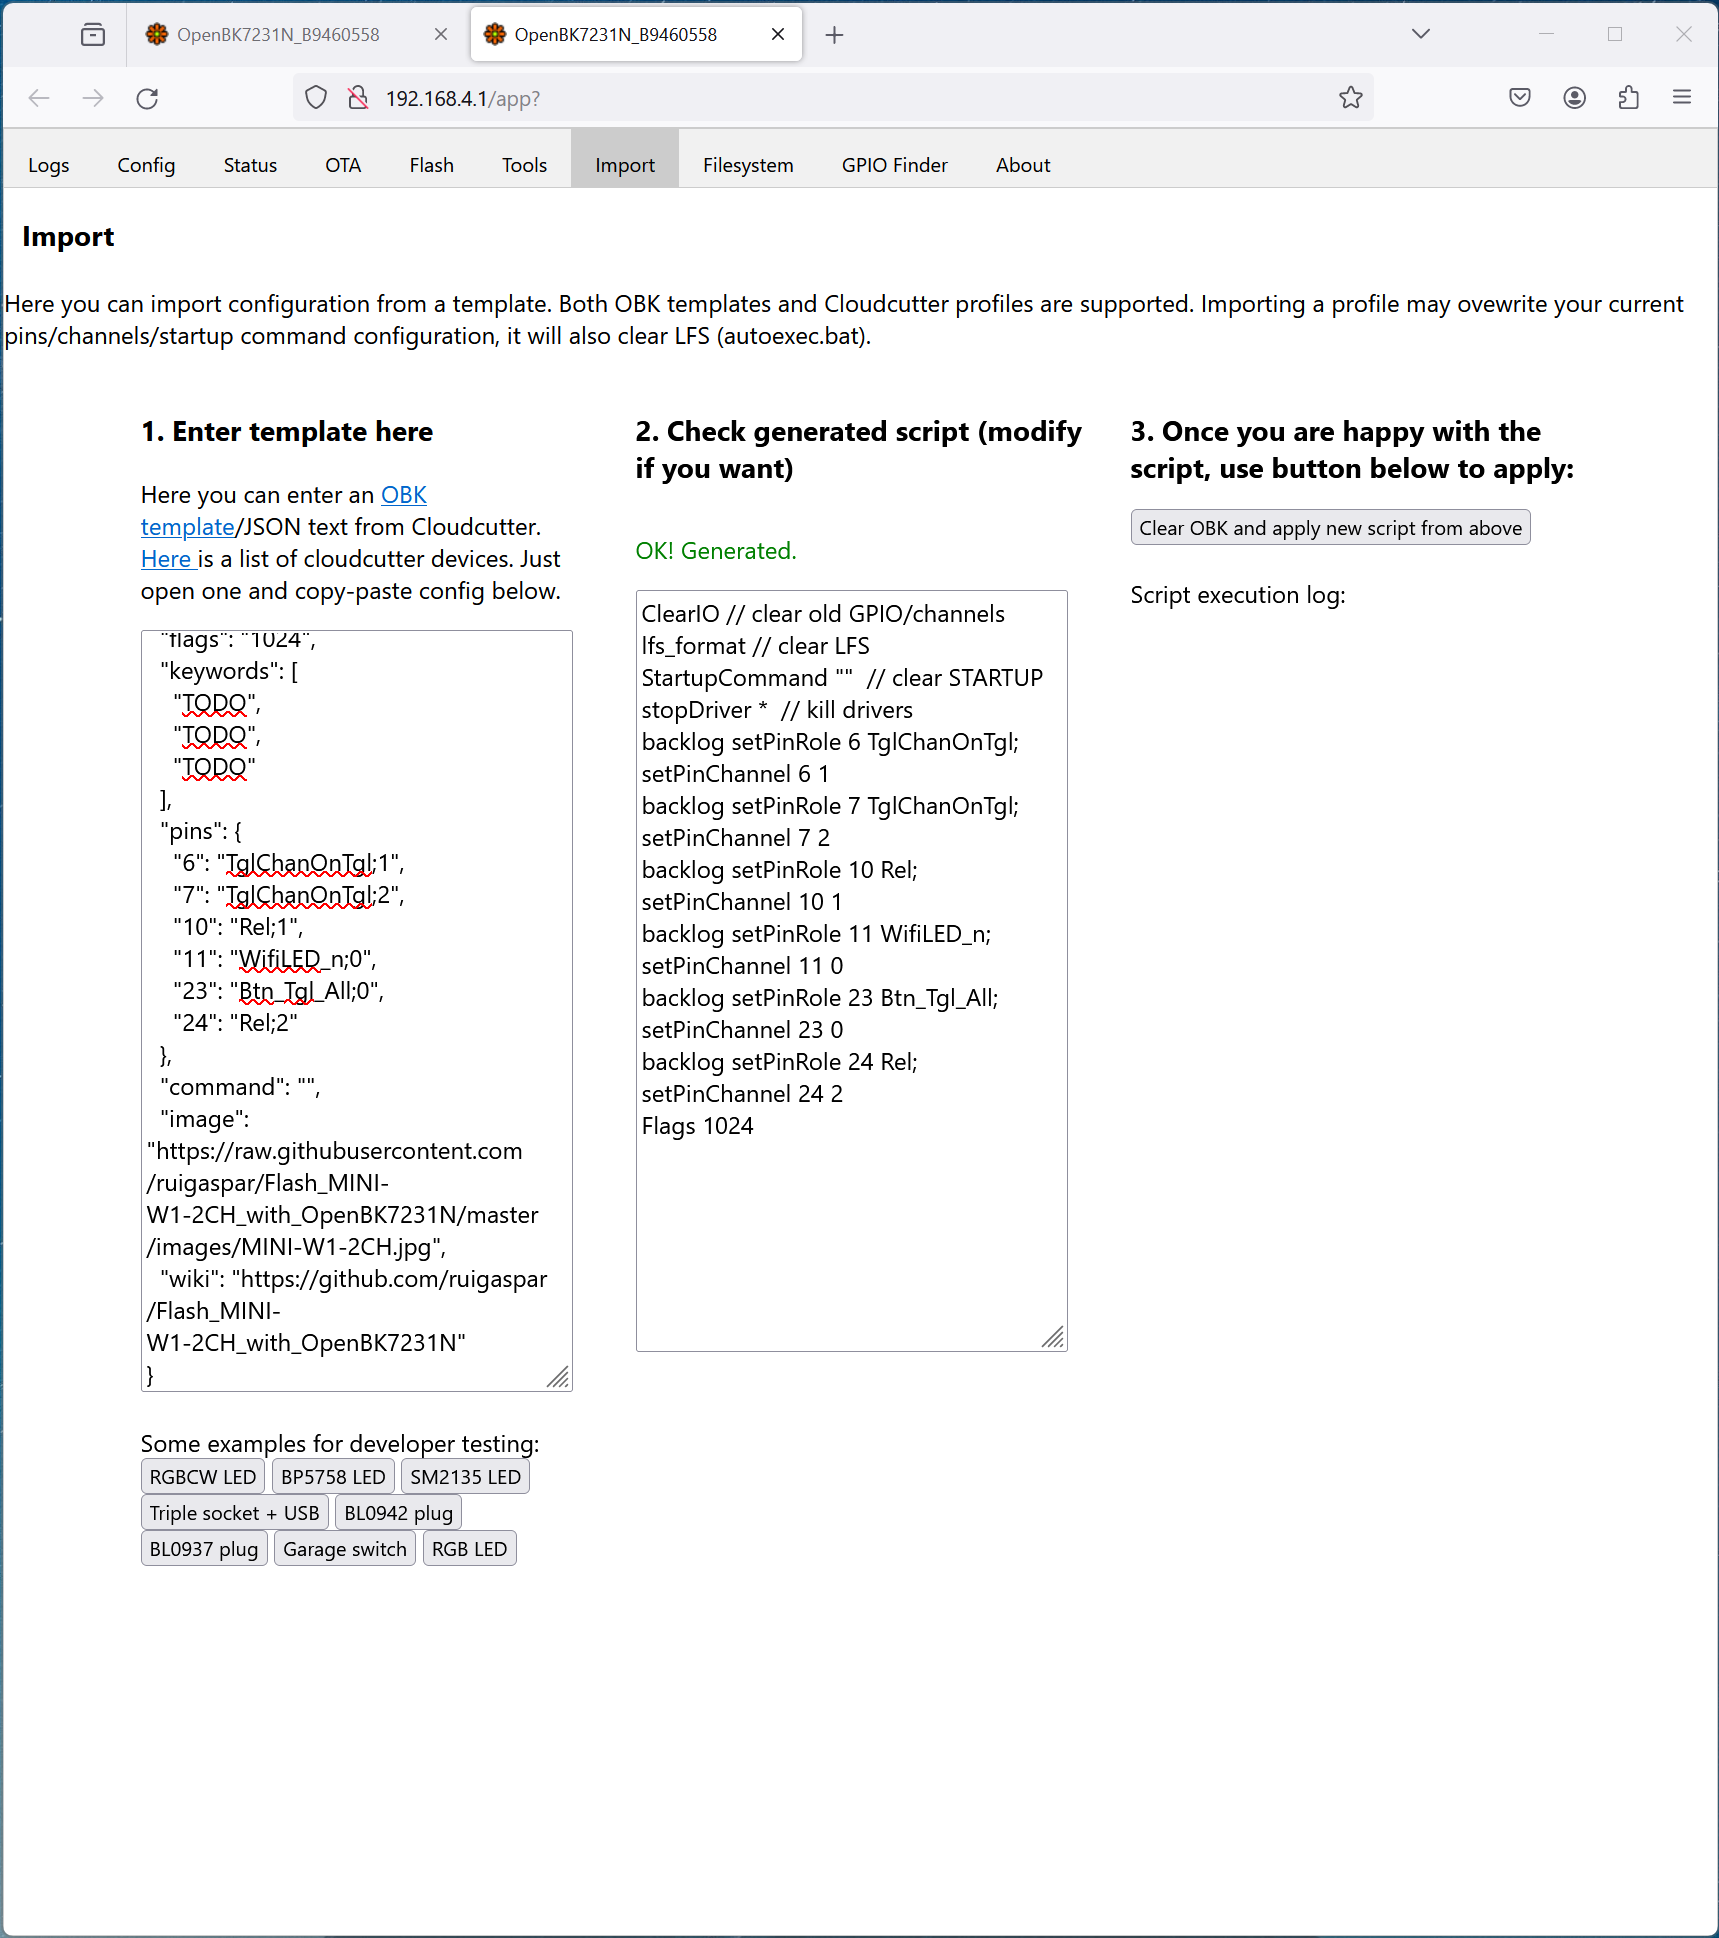 OpenBK7231N_B9460558
OpenBK7231N_B9460558
192.168.4.1/app?
Logs Config Status OTA Flash Tools Import Filesystem GPIO Finder About
Import
Here you can import configuration from a template. Both OBK templates and Cloudcutter profiles are supported. Importing a profile may ovewrite your current
pins/channels/startup command configuration, it will also clear LFS (autoexec.bat).
1. Enter template here
Here you can enter an OBK
template/JSON text from Cloudcutter.
Here is a list of cloudcutter devices. Just
open one and copy-paste config below.
"flags": "1024",
"keywords": [
"TODO",
"TODO",
"TODO"
],
"pins": {
"6": "TglChanOnTgl;1",
"7": "TglChanOnTgl;2",
"10": "Rel;1",
"11": "WifiLED_n;0",
"23": "Btn_Tgl_All;0",
"24": "Rel;2"
},
"command": "",
"image":
"https://raw.githubusercontent.com
/ruigaspar/Flash_MINI-
W1-2CH_with_OpenBK7231N/master
/images/MINI-W1-2CH.jpg",
"wiki": "https://github.com/ruigaspar
/Flash_MINI-
W1-2CH_with_OpenBK7231N"
}
Some examples for developer testing:
RGBCW LED BP5758 LED SM2135 LED
Triple socket + USB BL0942 plug
BL0937 plug Garage switch RGB LED
2. Check generated script (modify
if you want)
OK! Generated.
ClearIO // clear old GPIO/channels
lfs_format // clear LFS
StartupCommand "" // clear STARTUP
stopDriver * // kill drivers
backlog setPinRole 6 TglChanOnTgl;
setPinChannel 6 1
backlog setPinRole 7 TglChanOnTgl;
setPinChannel 7 2
backlog setPinRole 10 Rel;
setPinChannel 10 1
backlog setPinRole 11 WifiLED_n;
setPinChannel 11 0
backlog setPinRole 23 Btn_Tgl_All;
setPinChannel 23 0
backlog setPinRole 24 Rel;
setPinChannel 24 2
Flags 1024
3. Once you are happy with the
script, use button below to apply:
Clear OBK and apply new script from above
Script execution log: